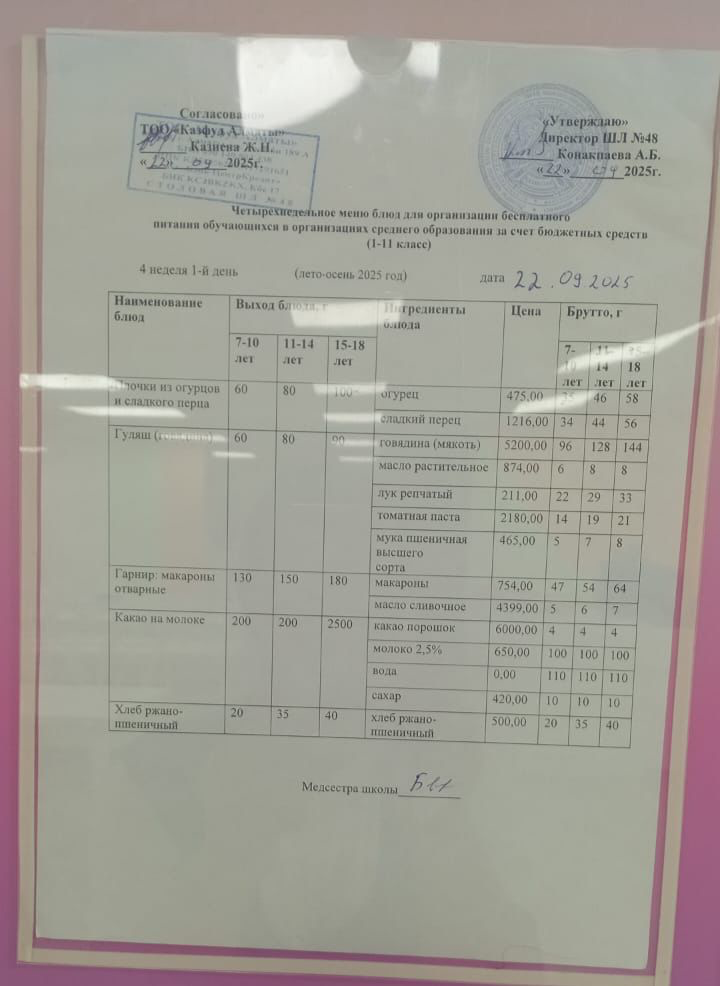 Согласовано»
ТОО «Казфуд Алматы»
Казиева Ж.Н.
«22» 09 2025г.
БИК KCJBKZKX, Кбе 17
СТОЛОВАЯ ШЛ №48
«Утверждаю»
Директор ШЛ №48
Конакпаева А.Б.
«22» 09 2025г.
Четырехнедельное меню блюд для организации бесплатного
питания обучающихся в организациях среднего образования за счет бюджетных средств
(1-11 класс)
4 неделя 1-й день (лето-осень 2025 год) дата 22.09.2025
Наименование блюд Выход блюда, г Ингредиенты блюда Цена Брутто, г
7-10 лет 11-14 лет 15-18 лет 7-10 лет 11-14 лет 15-18 лет
из огурцов и сладкого перца 60 80 100 огурец 475,00 35 46 58
сладкий перец 1216,00 34 44 56
Гуляш (говядина) 60 80 90 говядина (мякоть) 5200,00 96 128 144
масло растительное 874,00 6 8 8
лук репчатый 211,00 22 29 33
томатная паста 2180,00 14 19 21
мука пшеничная высшего сорта 465,00 5 7 8
Гарнир: макароны отварные 130 150 180 макароны 754,00 47 54 64
масло сливочное 4399,00 5 6 7
Какао на молоке 200 200 2500 какао порошок 6000,00 4 4 4
молоко 2,5% 650,00 100 100 100
вода 0,00 110 110 110
сахар 420,00 10 10 10
Хлеб ржано-пшеничный 20 35 40 хлеб ржано-пшеничный 500,00 20 35 40
Медсестра школы